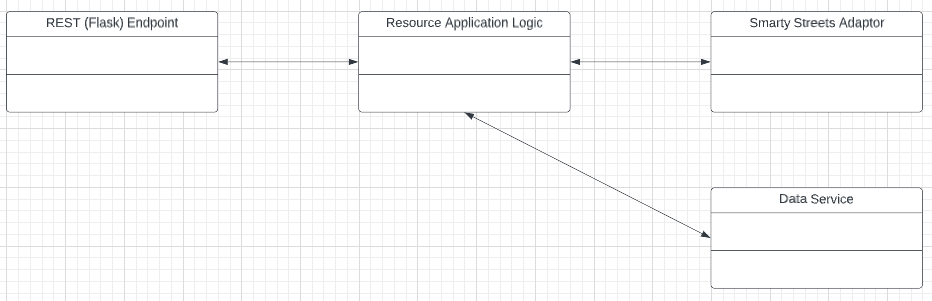 REST (Flask) Endpoint
Resource Application Logic
Smarty Streets Adaptor
Data Service